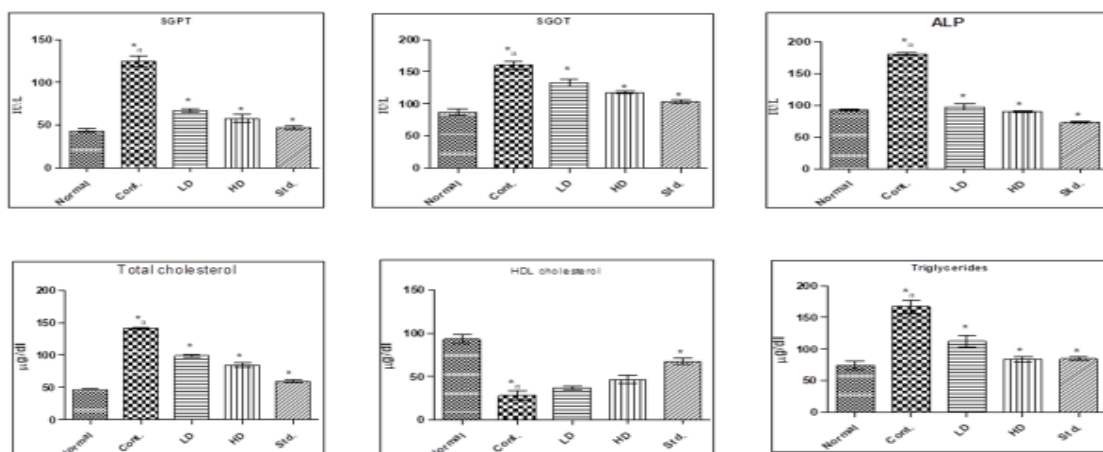 SGPT
150
100
50
0
IU/L
*a
*
*
*
Normal
Cont.
LD
HD
Std.
SGOT
200
150
100
50
0
IU/L
*a
*
*
*
Normal
Cont.
LD
HD
Std.
ALP
200
150
100
50
0
IU/L
*a
*
*
*
Normal
Cont.
LD
HD
Std.
Total cholesterol
200
150
100
50
0
µg/dl
*a
*
*
*
Normal
Cont.
LD
HD
Std.
HDL cholesterol
150
100
50
0
µg/dl
*a
*
Normal
Cont.
LD
HD
Std.
Triglycerides
200
150
100
50
0
µg/dl
*a
*
*
*
Normal
Cont.
LD
HD
Std.